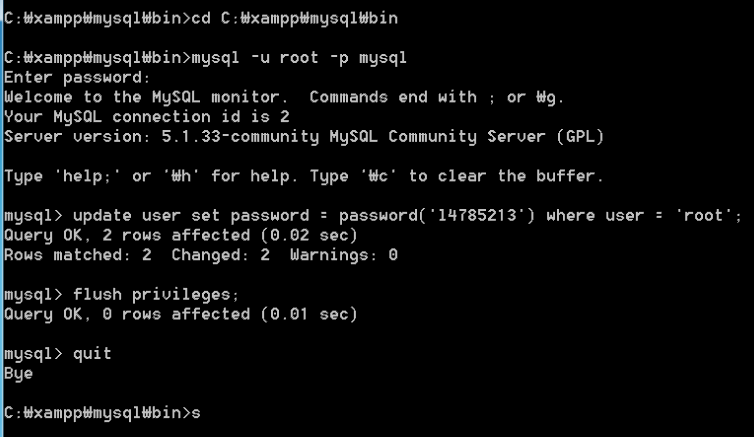 C:₩xampp₩mysql₩bin>cd C:₩xampp₩mysql₩bin
C:₩xampp₩mysql₩bin>mysql -u root -p mysql
Enter password:
Welcome to the MySQL monitor.  Commands end with ; or ₩g.
Your MySQL connection id is 2
Server version: 5.1.33-community MySQL Community Server (GPL)
Type 'help;' or '₩h' for help. Type '₩c' to clear the buffer.
mysql> update user set password = password('14785213') where user = 'root';
Query OK, 2 rows affected (0.02 sec)
Rows matched: 2  Changed: 2  Warnings: 0
mysql> flush privileges;
Query OK, 0 rows affected (0.01 sec)
mysql> quit
Bye
C:₩xampp₩mysql₩bin>s